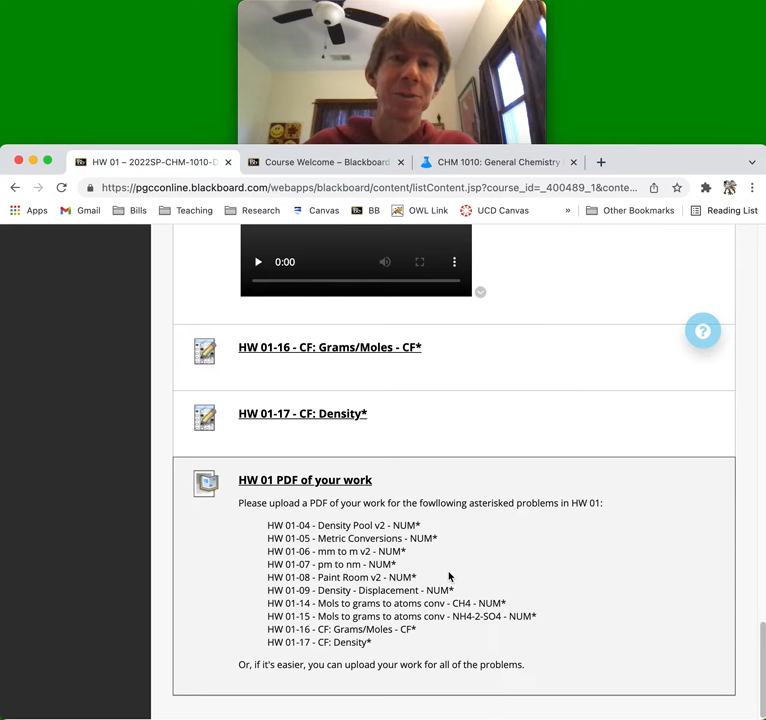 HW 01 – 2022SP-CHM-1010-D
Course Welcome – Blackboard
CHM 1010: General Chemistry
https://pgcconline.blackboard.com/webapps/blackboard/content/listContent.jsp?course_id=_400489_1&conte...
Apps
Gmail
Bills
Teaching
Research
Canvas
BB
OWL Link
UCD Canvas
»
Other Bookmarks
Reading List
0:00
HW 01-16 - CF: Grams/Moles - CF*
HW 01-17 - CF: Density*
HW 01 PDF of your work
Please upload a PDF of your work for the fowllowing asterisked problems in HW 01:
HW 01-04 - Density Pool v2 - NUM*
HW 01-05 - Metric Conversions - NUM*
HW 01-06 - mm to m v2 - NUM*
HW 01-07 - pm to nm - NUM*
HW 01-08 - Paint Room v2 - NUM*
HW 01-09 - Density - Displacement - NUM*
HW 01-14 - Mols to grams to atoms conv - CH4 - NUM*
HW 01-15 - Mols to grams to atoms conv - NH4-2-SO4 - NUM*
HW 01-16 - CF: Grams/Moles - CF*
HW 01-17 - CF: Density*
Or, if it's easier, you can upload your work for all of the problems.